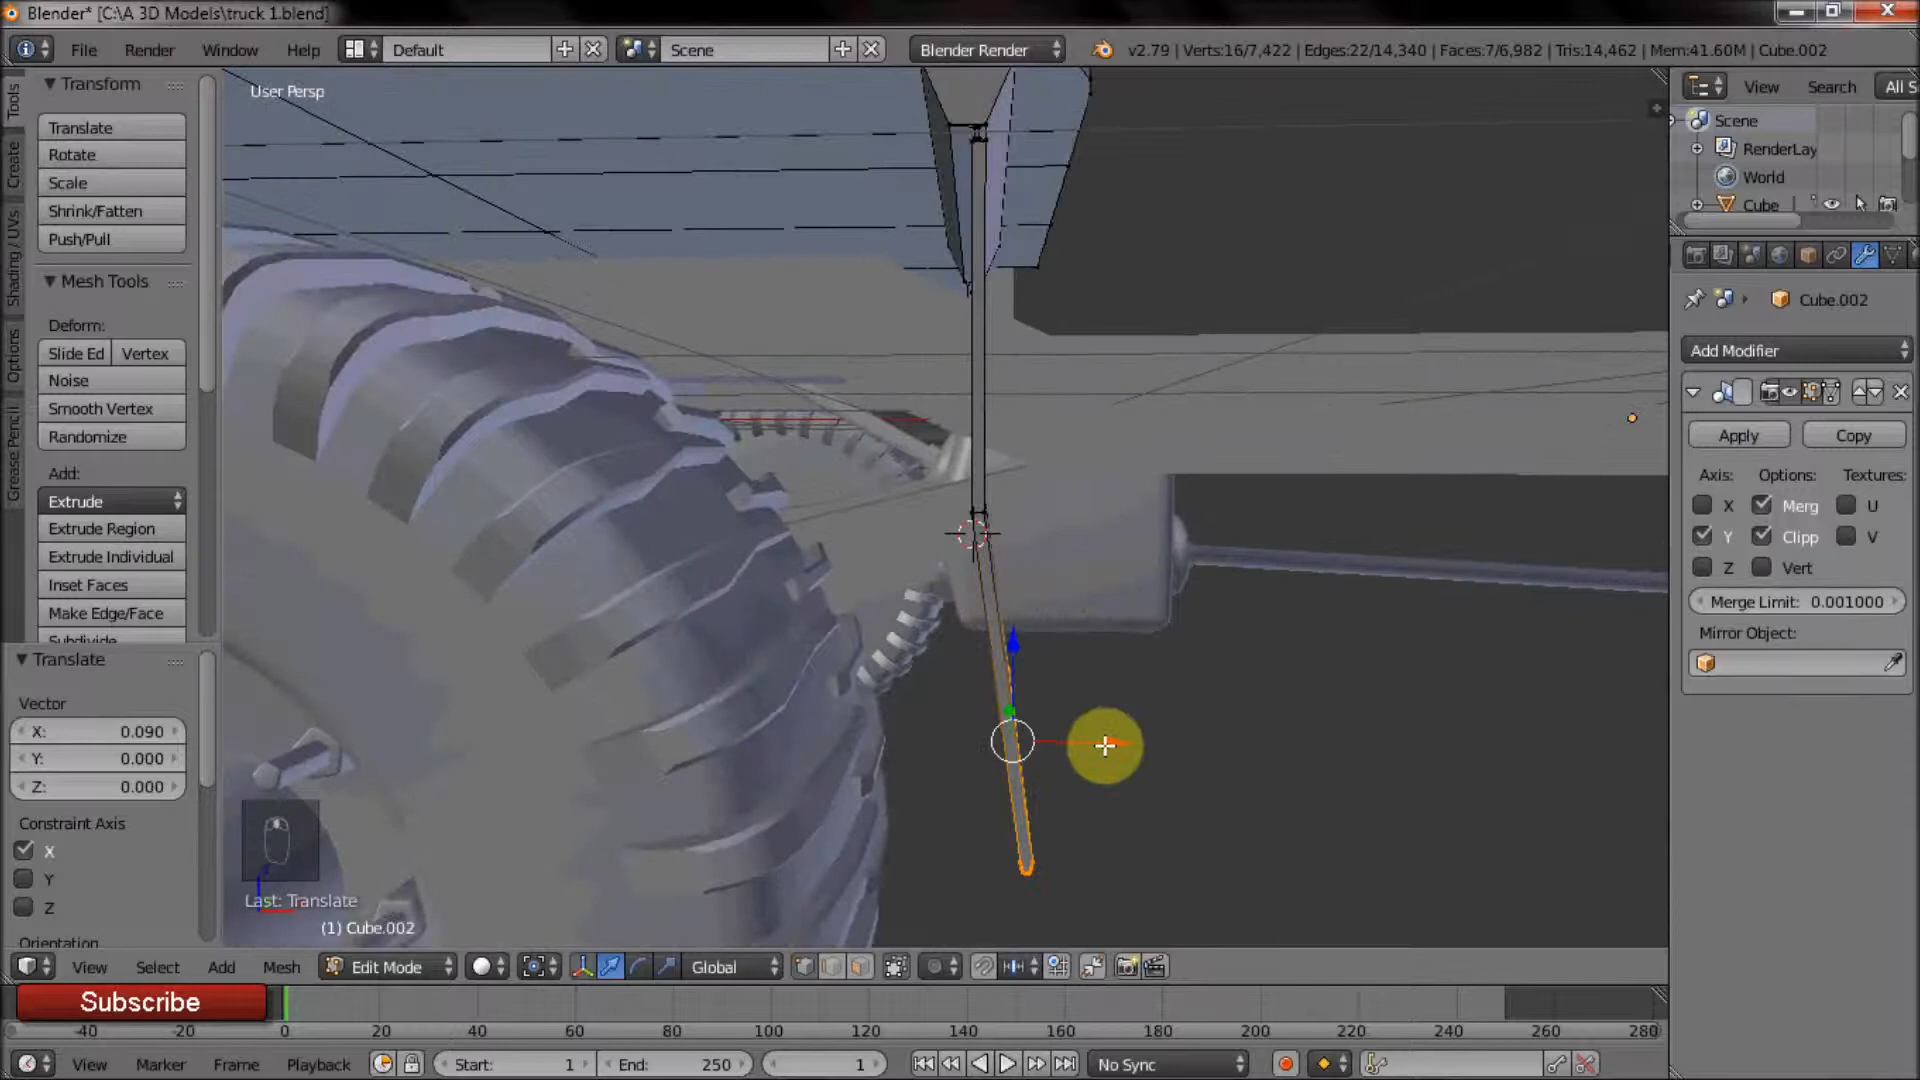 Blender* [C:\A 3D Models\truck 1.blend]
File Render Window Help Default Scene Blender Render v2.79 | Verts:16/7,422 | Edges:22/14,340 | Faces:7/6,982 | Tris:14,462 | Mem:41.60M | Cube.002
Tools
Create
Shading / UVs
Options
Grease Pencil
Transform
Translate
Rotate
Scale
Shrink/Fatten
Push/Pull
Mesh Tools
Deform:
Slide Ed Vertex
Noise
Smooth Vertex
Randomize
Add:
Extrude
Extrude Region
Extrude Individual
Inset Faces
Make Edge/Face
Subdivide
Translate
Vector
X: 0.090
Y: 0.000
Z: 0.000
Constraint Axis
X
Y
Z
Orientation
User Persp
Last: Translate
(1) Cube.002
View Search All S
Scene
RenderLay
World
Cube
Cube.002
Add Modifier
Apply Copy
Axis: Options: Textures:
X Merg U
Y Clipp V
Z Vert
Merge Limit: 0.001000
Mirror Object:
View Select Add Mesh Edit Mode Global
Subscribe
-40 -20 0 20 40 60 80 100 120 140 160 180 200 220 240 260 280
View Marker Frame Playback Start: 1 End: 250 1 No Sync